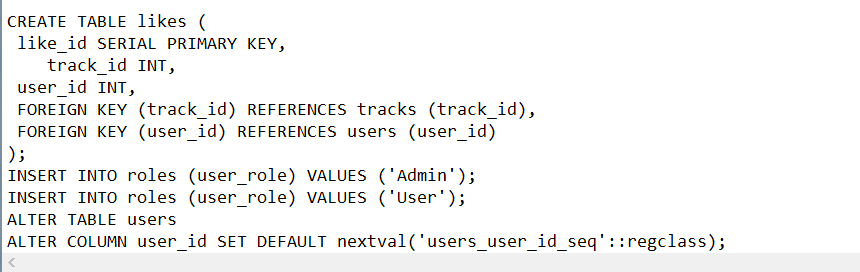 CREATE TABLE likes (
 like_id SERIAL PRIMARY KEY,
    track_id INT,
 user_id INT,
 FOREIGN KEY (track_id) REFERENCES tracks (track_id),
 FOREIGN KEY (user_id) REFERENCES users (user_id)
);
INSERT INTO roles (user_role) VALUES ('Admin');
INSERT INTO roles (user_role) VALUES ('User');
ALTER TABLE users
ALTER COLUMN user_id SET DEFAULT nextval('users_user_id_seq'::regclass);